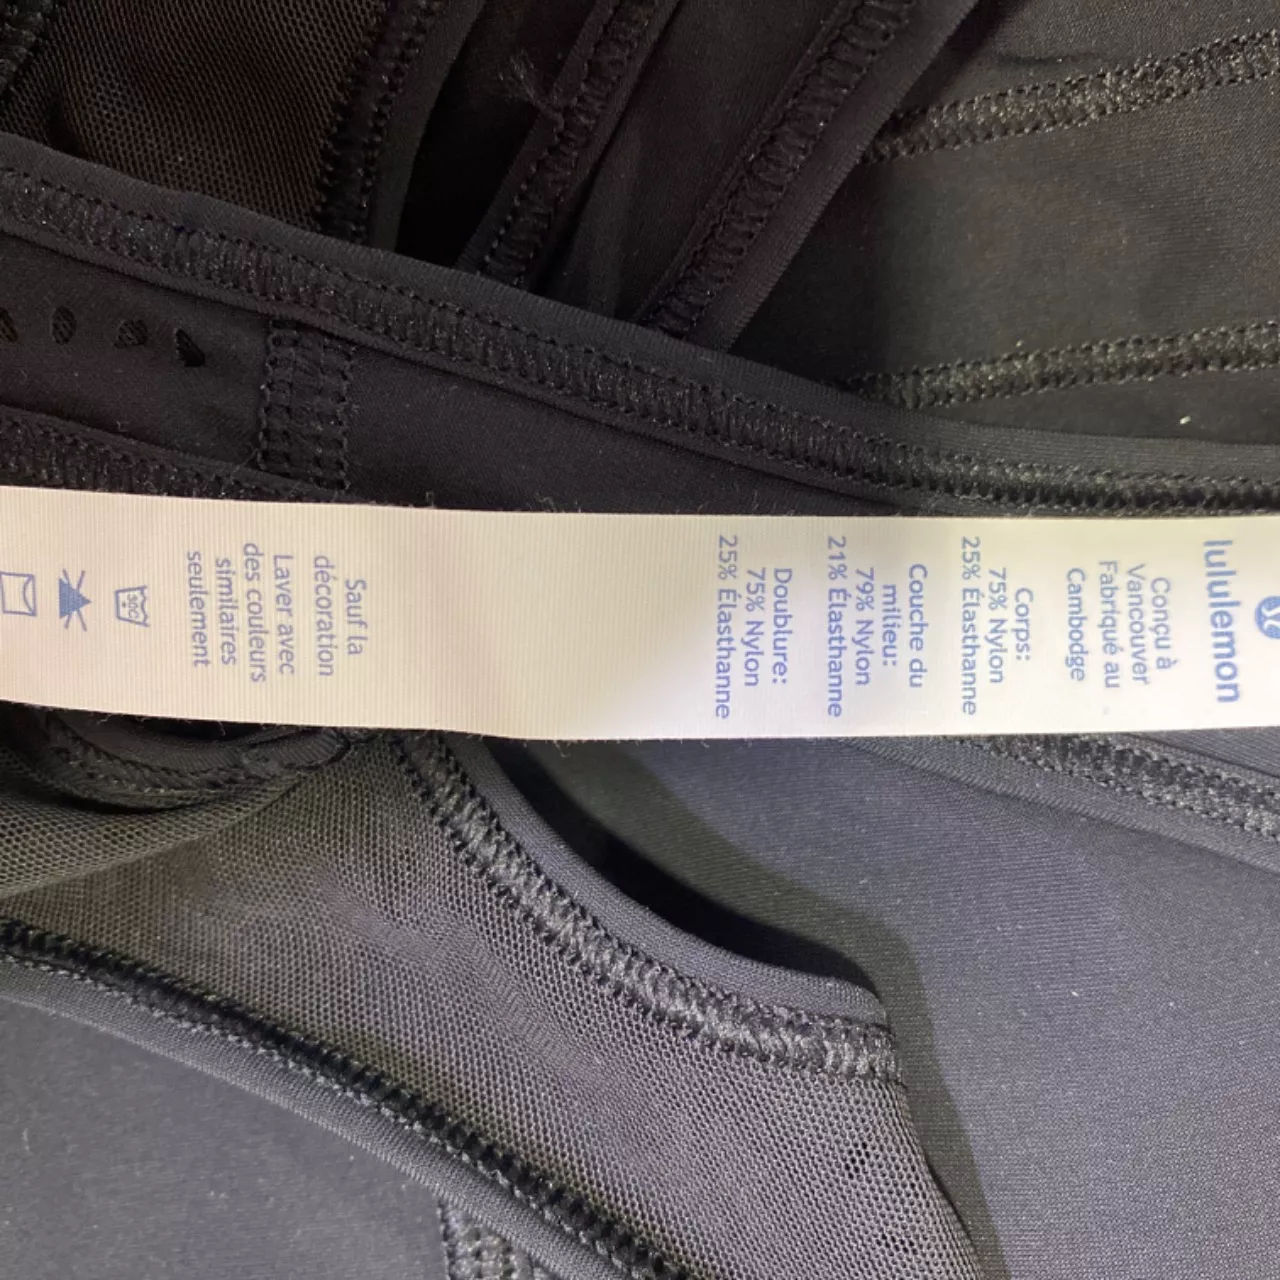 lululemon
Conçu à
Vancouver
Fabriqué au
Cambodge
Corps:
75% Nylon
25% Élasthanne
Couche du
milieu:
79% Nylon
21% Élasthanne
Doublure:
75% Nylon
25% Élasthanne
Sauf la
décoration
Laver avec
des couleurs
similaires
seulement
30C